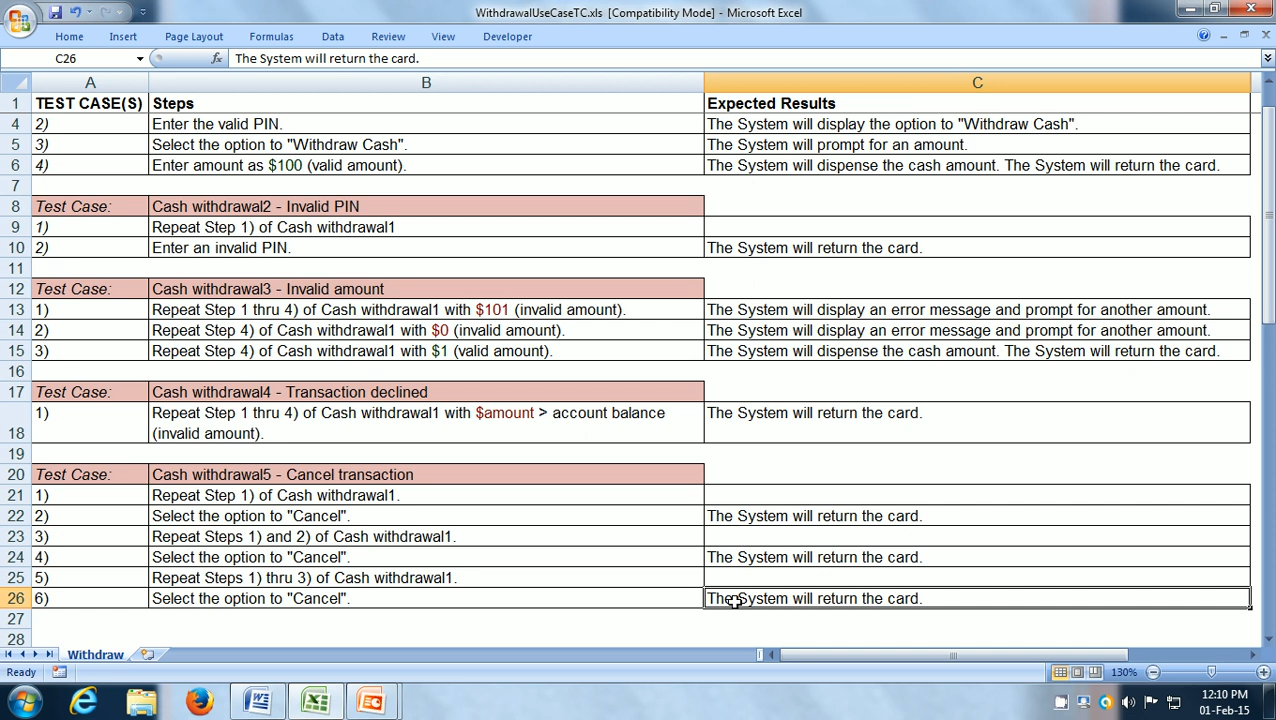 WithdrawalUseCaseTC.xls [Compatibility Mode] - Microsoft Excel
Home Insert Page Layout Formulas Data Review View Developer
C26 fx The System will return the card.
A B C
1 TEST CASE(S) Steps Expected Results
4 2) Enter the valid PIN. The System will display the option to "Withdraw Cash".
5 3) Select the option to "Withdraw Cash". The System will prompt for an amount.
6 4) Enter amount as $100 (valid amount). The System will dispense the cash amount. The System will return the card.
7
8 Test Case: Cash withdrawal2 - Invalid PIN
9 1) Repeat Step 1) of Cash withdrawal1
10 2) Enter an invalid PIN. The System will return the card.
11
12 Test Case: Cash withdrawal3 - Invalid amount
13 1) Repeat Step 1 thru 4) of Cash withdrawal1 with $101 (invalid amount). The System will display an error message and prompt for another amount.
14 2) Repeat Step 4) of Cash withdrawal1 with $0 (invalid amount). The System will display an error message and prompt for another amount.
15 3) Repeat Step 4) of Cash withdrawal1 with $1 (valid amount). The System will dispense the cash amount. The System will return the card.
16
17 Test Case: Cash withdrawal4 - Transaction declined
1) Repeat Step 1 thru 4) of Cash withdrawal1 with $amount > account balance The System will return the card.
18 (invalid amount).
19
20 Test Case: Cash withdrawal5 - Cancel transaction
21 1) Repeat Step 1) of Cash withdrawal1.
22 2) Select the option to "Cancel". The System will return the card.
23 3) Repeat Steps 1) and 2) of Cash withdrawal1.
24 4) Select the option to "Cancel". The System will return the card.
25 5) Repeat Steps 1) thru 3) of Cash withdrawal1.
26 6) Select the option to "Cancel". The System will return the card.
27
28
Withdraw
Ready 130%
12:10 PM
01-Feb-15